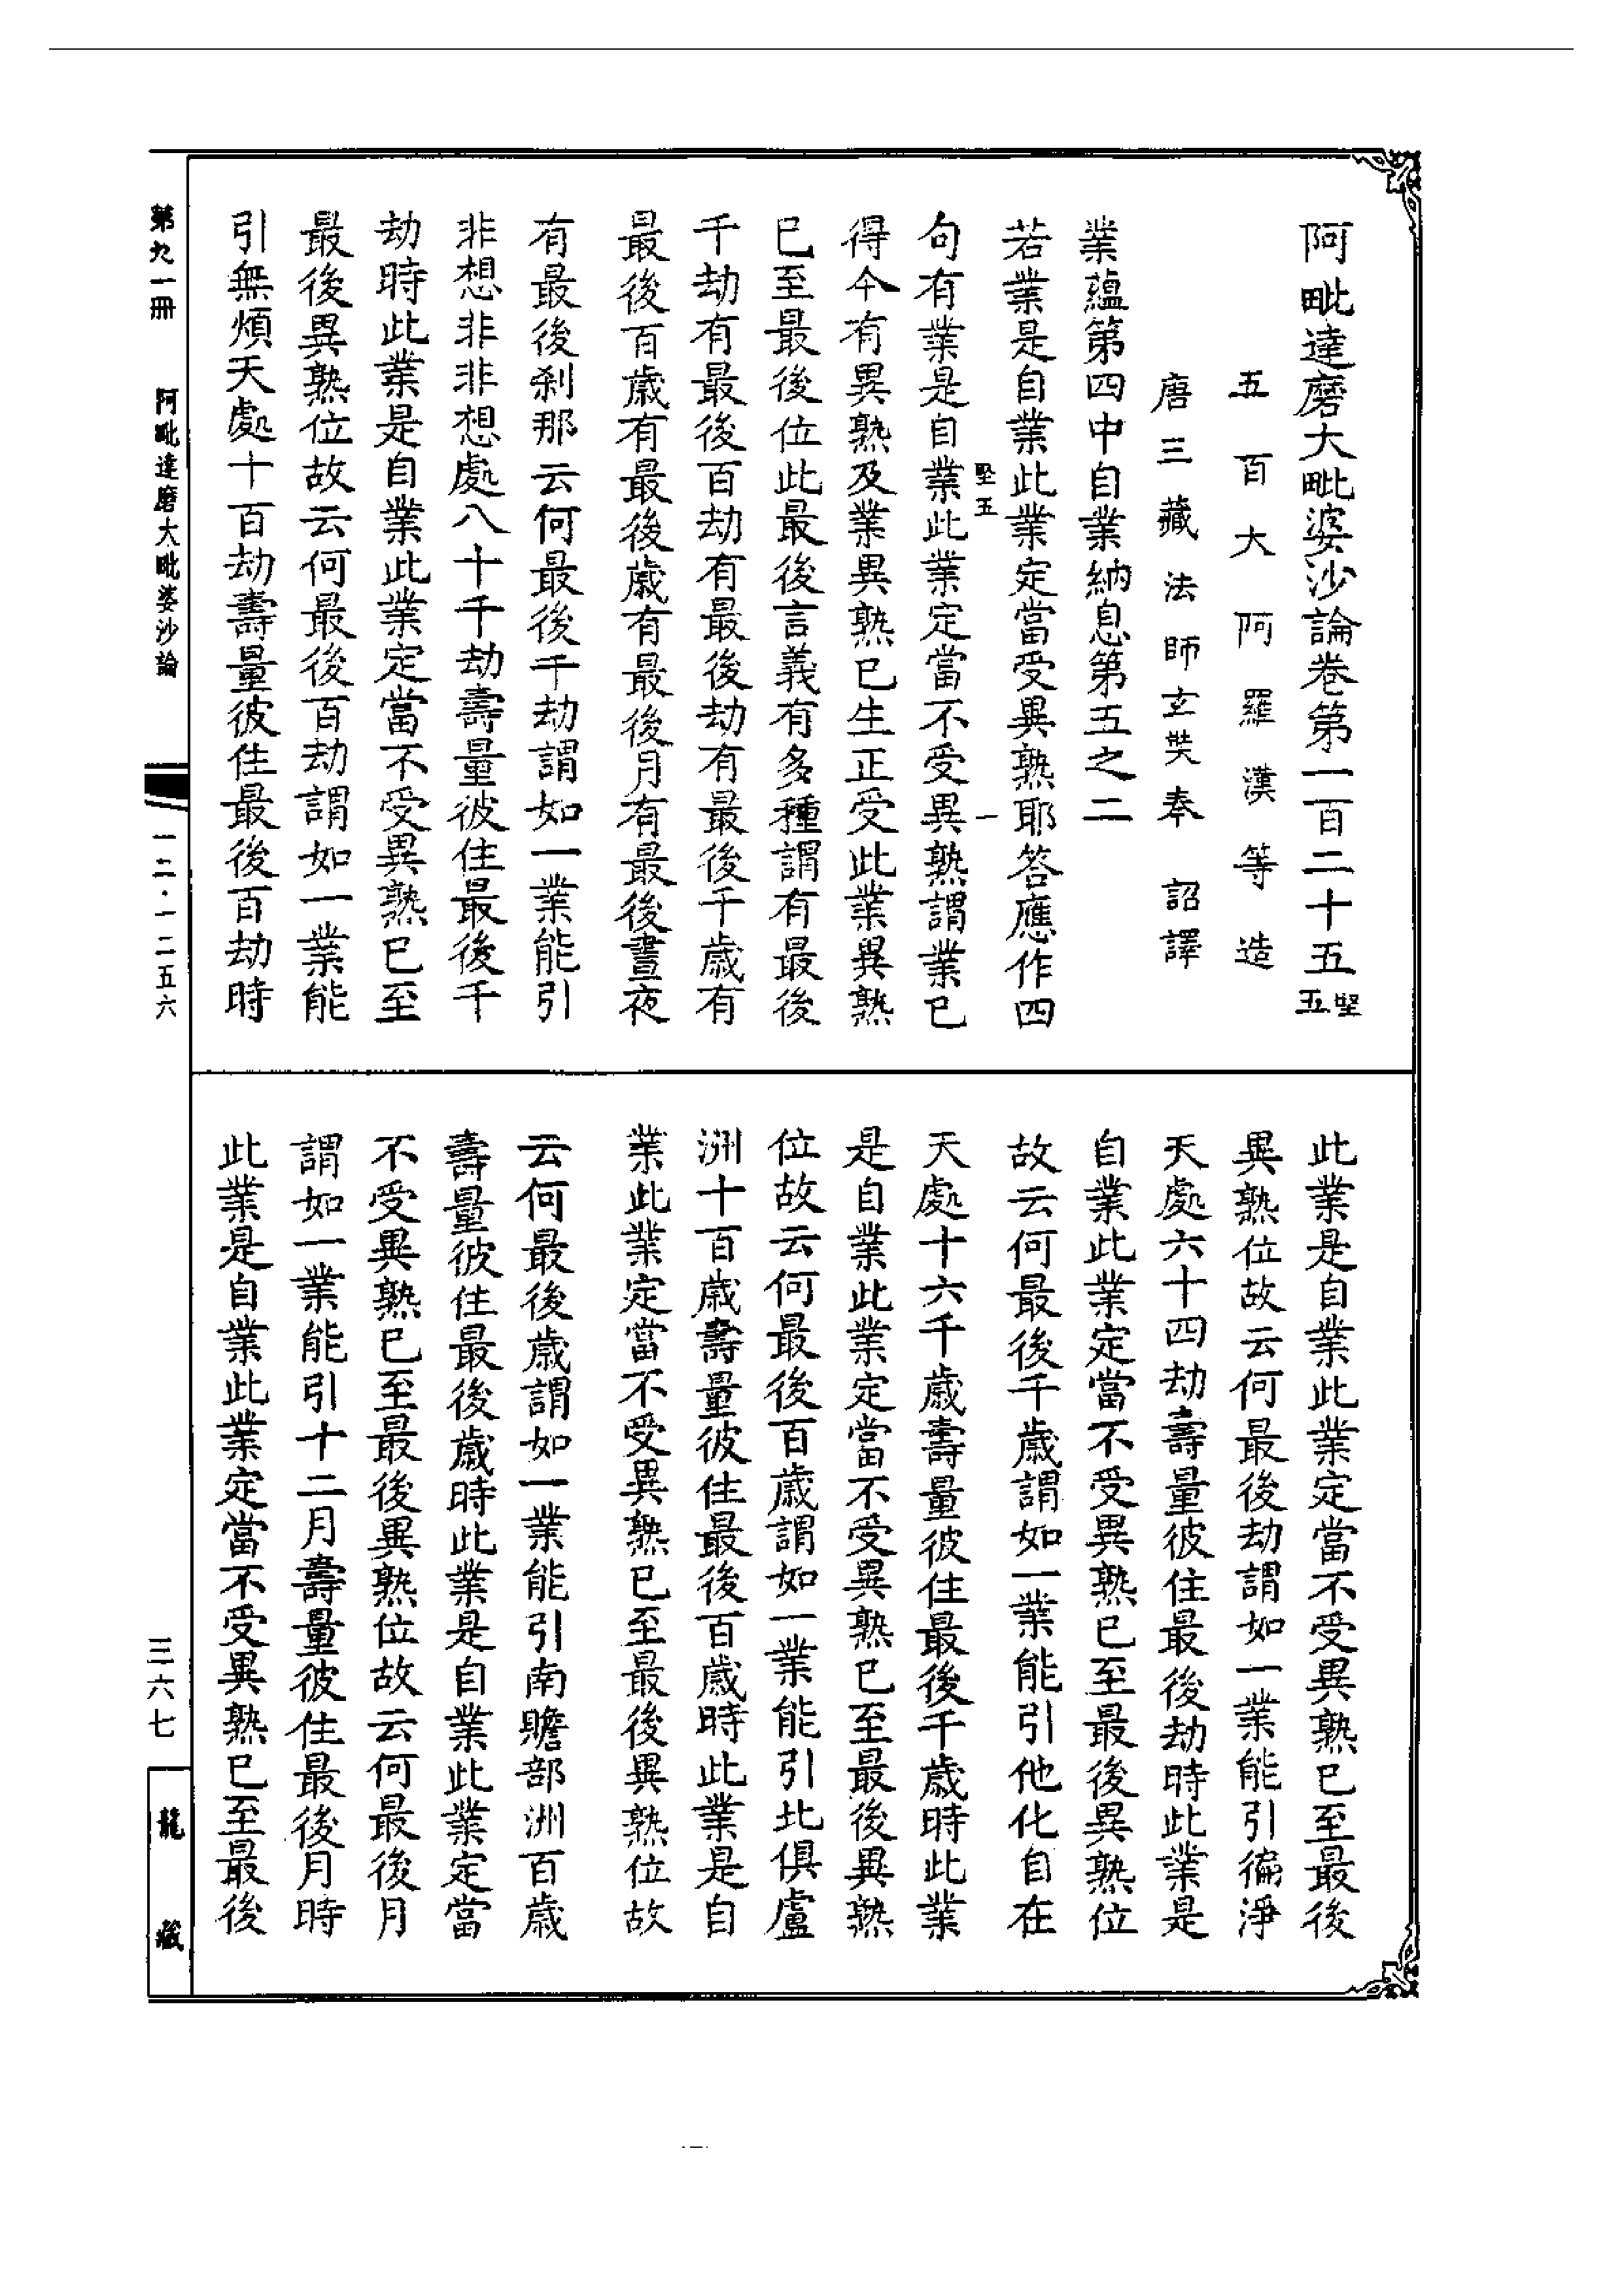 阿毗達磨大毗婆沙論卷第一百二十五 堅五
五百大阿羅漢等造
唐三藏法師玄奘奉 詔譯
業蘊第四中自業納息第五之二
若業是自業此業定當受異熟耶答應作四
堅五 一
句有業是自業此業定當不受異熟謂業已
得今有異熟及業異熟已生正受此業異熟
已至最後位此最後言義有多種謂有最後
千劫有最後百劫有最後劫有最後千歲有
最後百歲有最後歲有最後月有最後晝夜
有最後剎那云何最後千劫謂如一業能引
非想非非想處八十千劫壽量彼住最後千
劫時此業是自業此業定當不受異熟已至
最後異熟位故云何最後百劫謂如一業能
引無煩天處十百劫壽量彼住最後百劫時
此業是自業此業定當不受異熟已至最後
異熟位故云何最後劫謂如一業能引徧淨
天處六十四劫壽量彼住最後劫時此業是
自業此業定當不受異熟已至最後異熟位
故云何最後千歲謂如一業能引他化自在
天處十六千歲壽量彼住最後千歲時此業
是自業此業定當不受異熟已至最後異熟
位故云何最後百歲謂如一業能引北俱盧
洲十百歲壽量彼住最後百歲時此業是自
業此業定當不受異熟已至最後異熟位故
云何最後歲謂如一業能引南贍部洲百歲
壽量彼住最後歲時此業是自業此業定當
不受異熟已至最後異熟位故云何最後月
謂如一業能引十二月壽量彼住最後月時
此業是自業此業定當不受異熟已至最後
第九一冊 阿毗達磨大毗婆沙論 一二·一二五六 三六七 龍藏